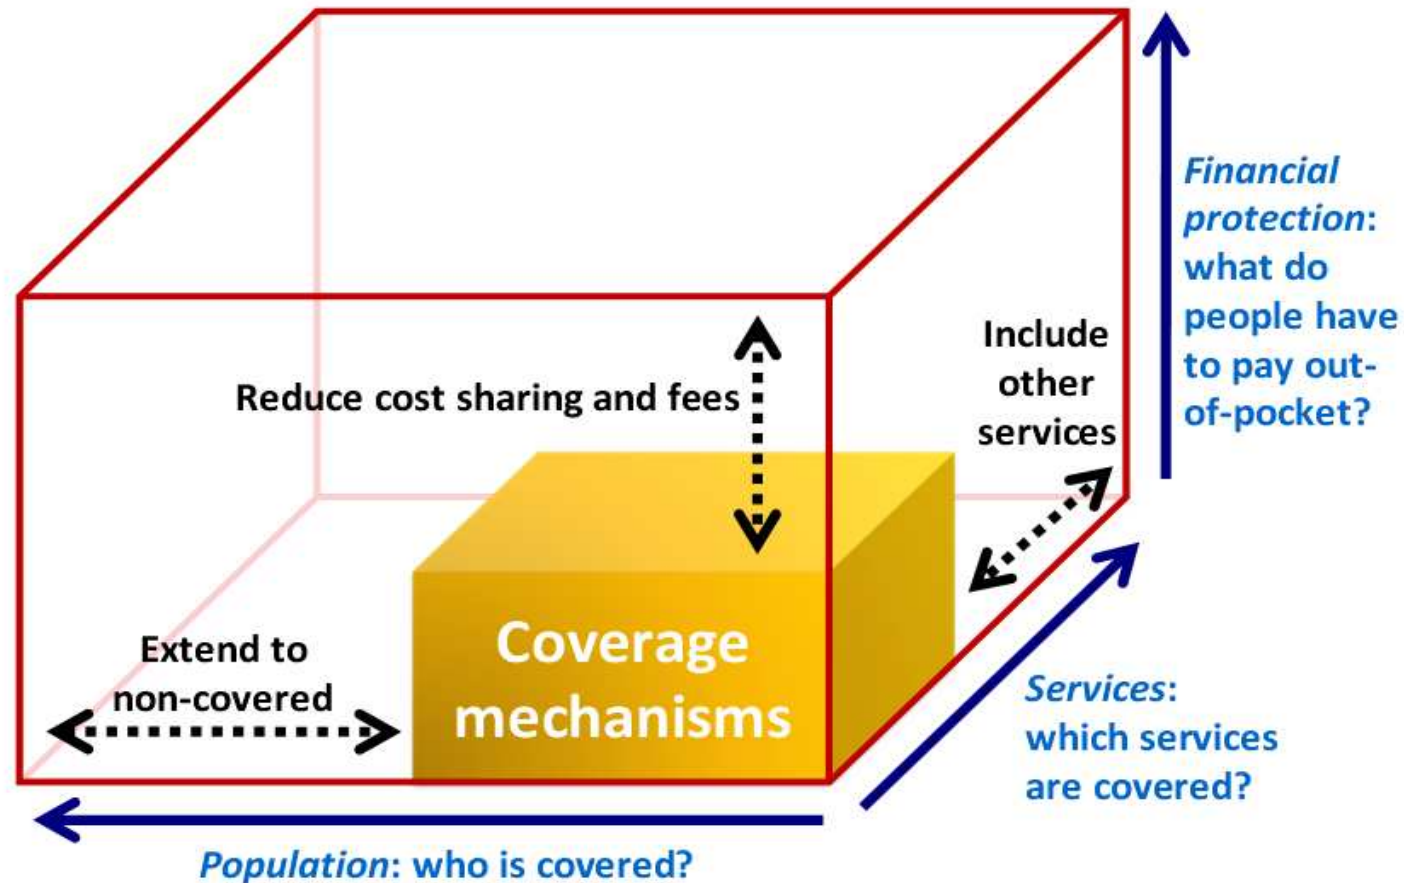 Financial
protection:
what do
people have
to pay out-
of-pocket?
Include
other
services
Reduce cost sharing and fees
Coverage
mechanisms
Extend to
non-covered
Services:
which services
are covered?
Population: who is covered?